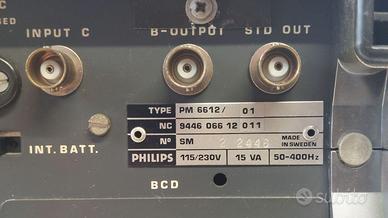 INPUT C
B-OUTPUT
STD OUT
TYPE PM 6612/ 01
NC 9446 066 12 011
Nº SM
MADE IN SWEDEN
PHILIPS 115/230V 15 VA 50-400Hz
INT. BATT.
BCD
subito